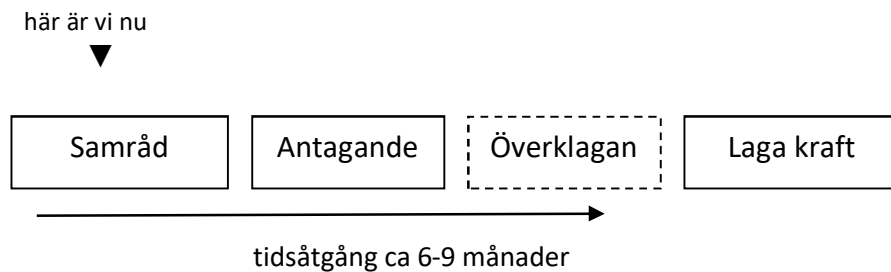 här är vi nu
Samråd Antagande Överklagan Laga kraft
tidsåtgång ca 6-9 månader